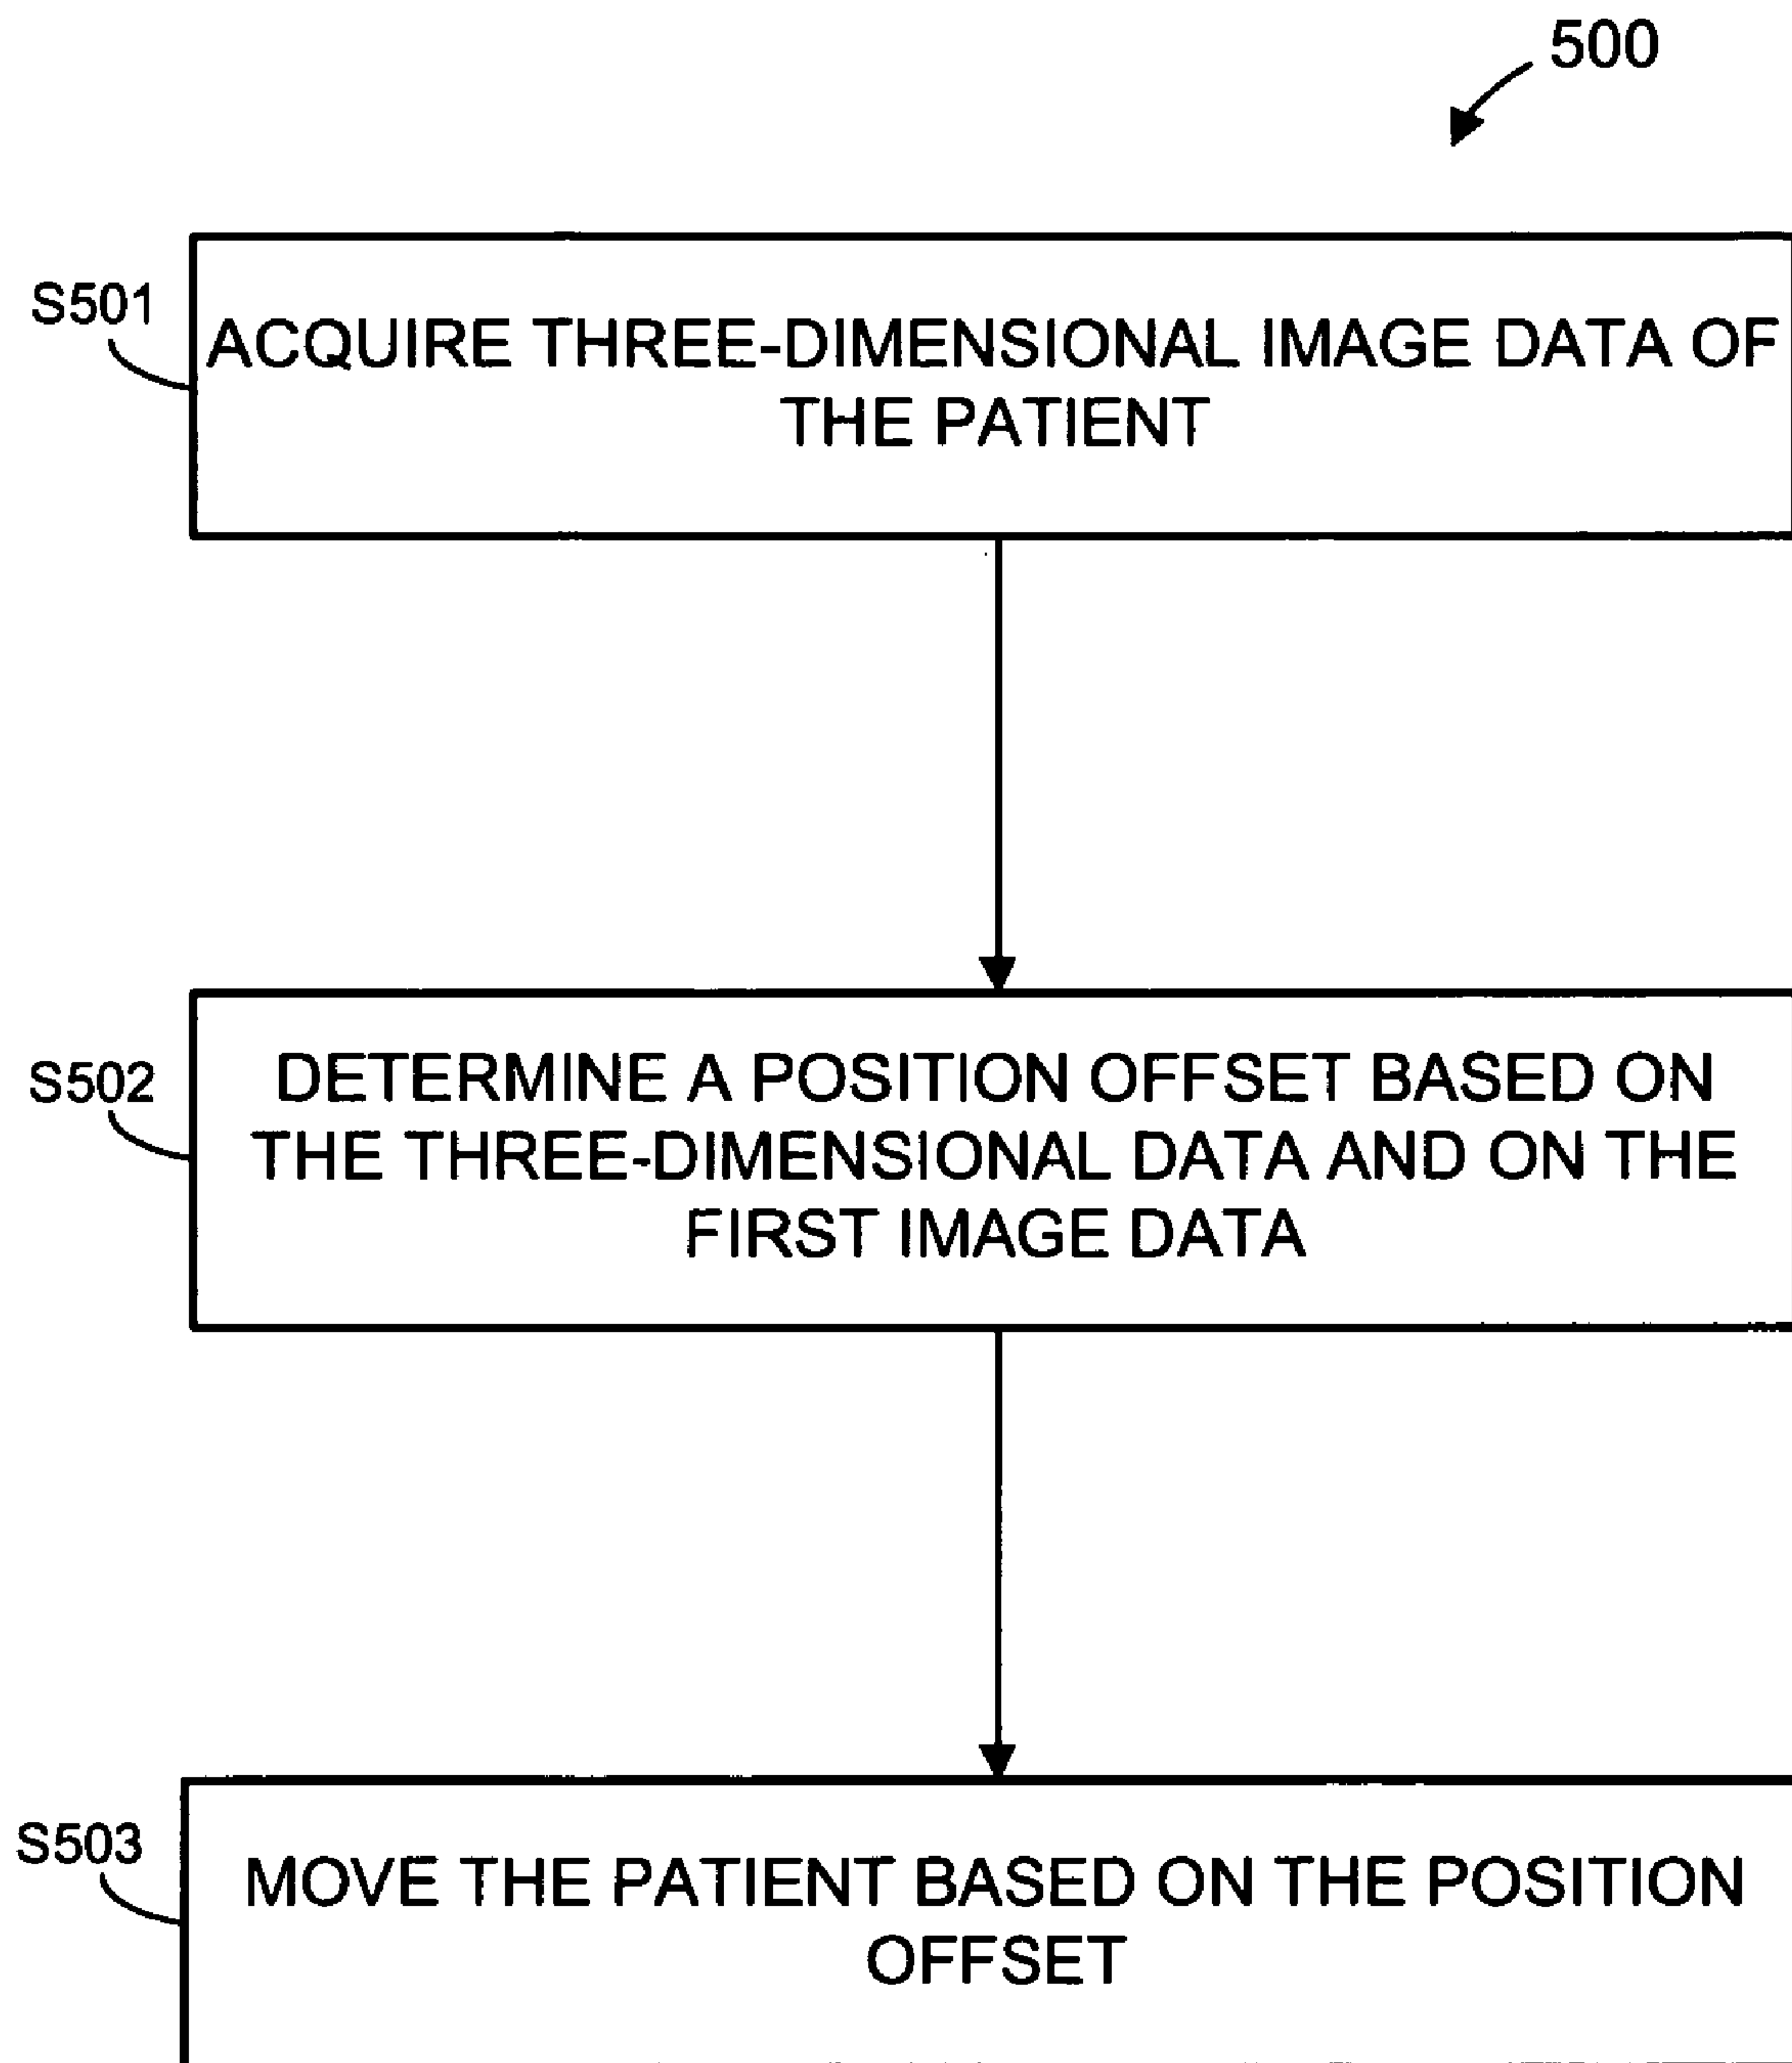 500
S501
ACQUIRE THREE-DIMENSIONAL IMAGE DATA OF
THE PATIENT
S502
DETERMINE A POSITION OFFSET BASED ON
THE THREE-DIMENSIONAL DATA AND ON THE
FIRST IMAGE DATA
S503
MOVE THE PATIENT BASED ON THE POSITION
OFFSET